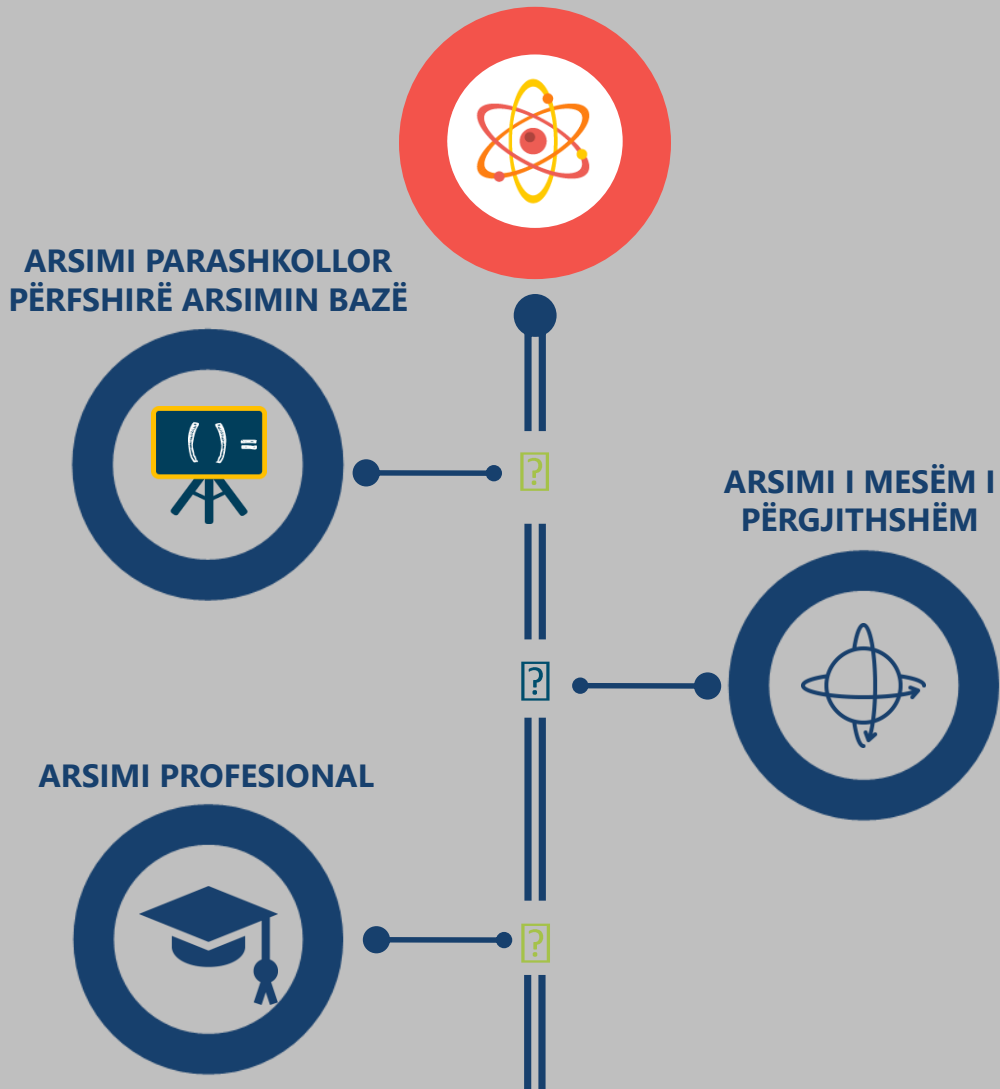 ARSIMI PARASHKOLLOR
PËRFSHIRË ARSIMIN BAZË
( ) =
?
ARSIMI I MESËM I
PËRGJITHSHËM
?
ARSIMI PROFESIONAL
?